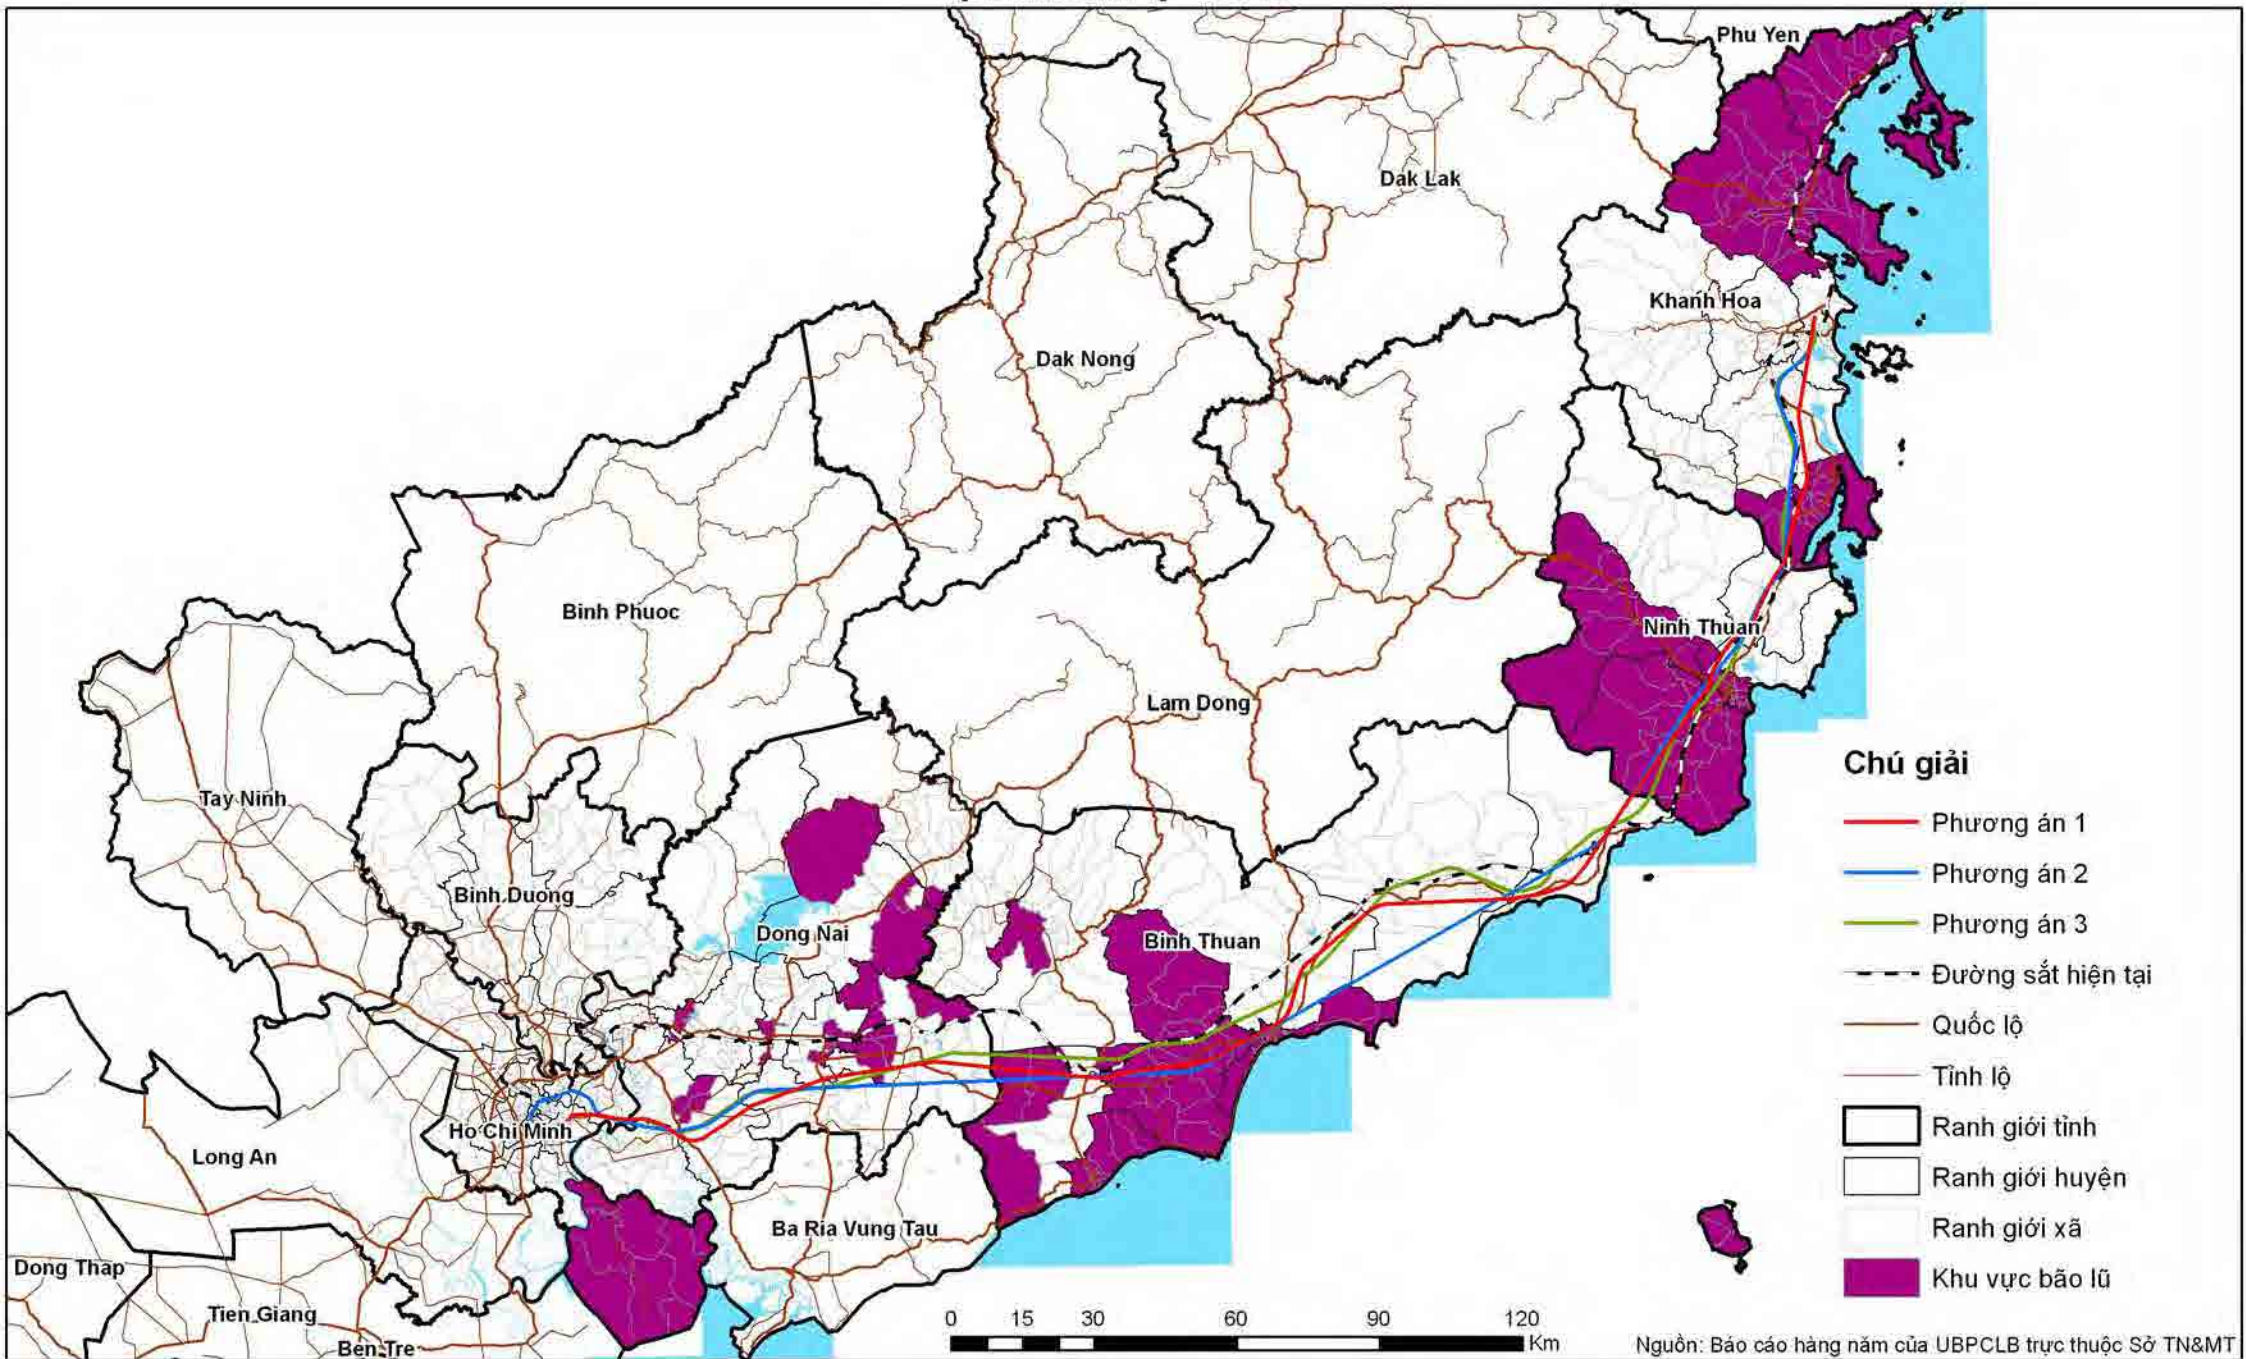 Phu Yen
Dak Lak
Khanh Hoa
Dak Nong
Binh Phuoc
Ninh Thuan
Lam Dong
Tay Ninh
Binh Duong
Dong Nai
Binh Thuan
Ho Chi Minh
Long An
Ba Ria Vung Tau
Dong Thap
Tien Giang
Ben Tre
Chú giải
Phương án 1
Phương án 2
Phương án 3
Đường sắt hiện tại
Quốc lộ
Tỉnh lộ
Ranh giới tỉnh
Ranh giới huyện
Ranh giới xã
Khu vực bão lũ
0 15 30 60 90 120
Km
Nguồn: Báo cáo hàng năm của UBPCLB trực thuộc Sở TN&MT